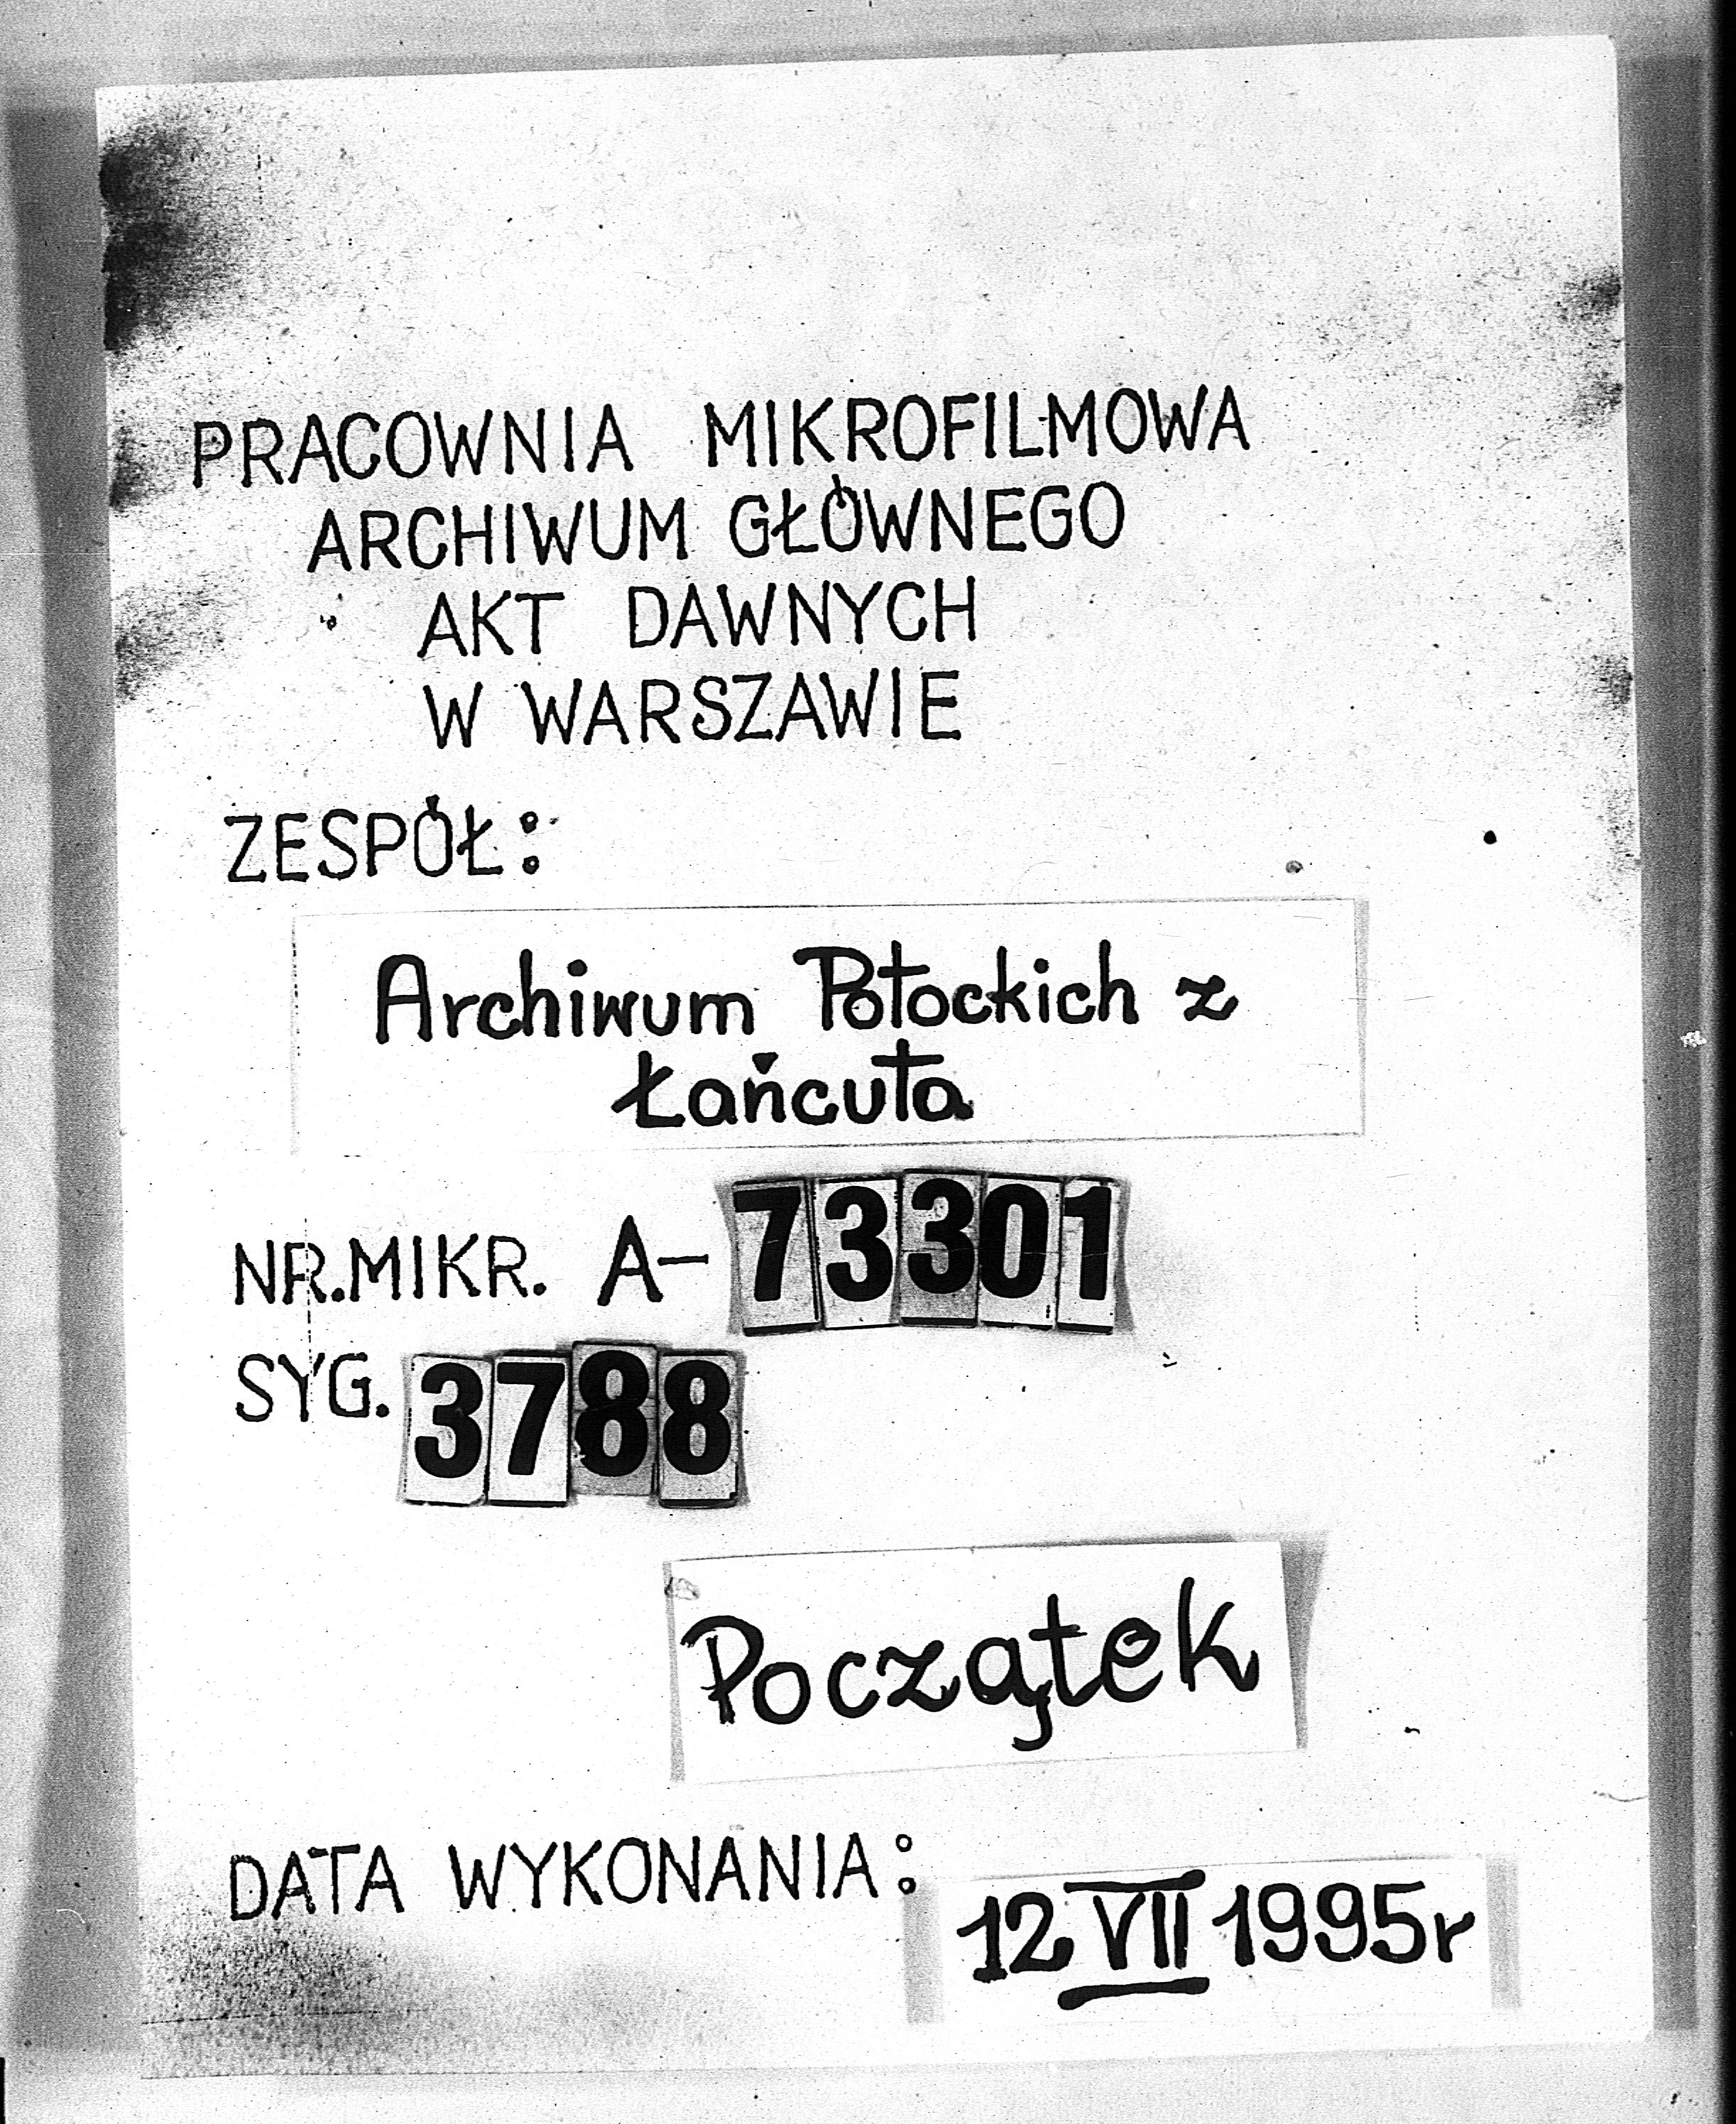 PRACOWNIA MIKROFILMOWA
ARCHIWUM GŁÓWNEGO
AKT DAWNYCH
W WARSZAWIE
ZESPÓŁ:
Archiwum Potockich z
Łańcuta
NR.MIKR. A-73301
SYG. 3788
Początek
DATA WYKONANIA: 12 VII 1995r